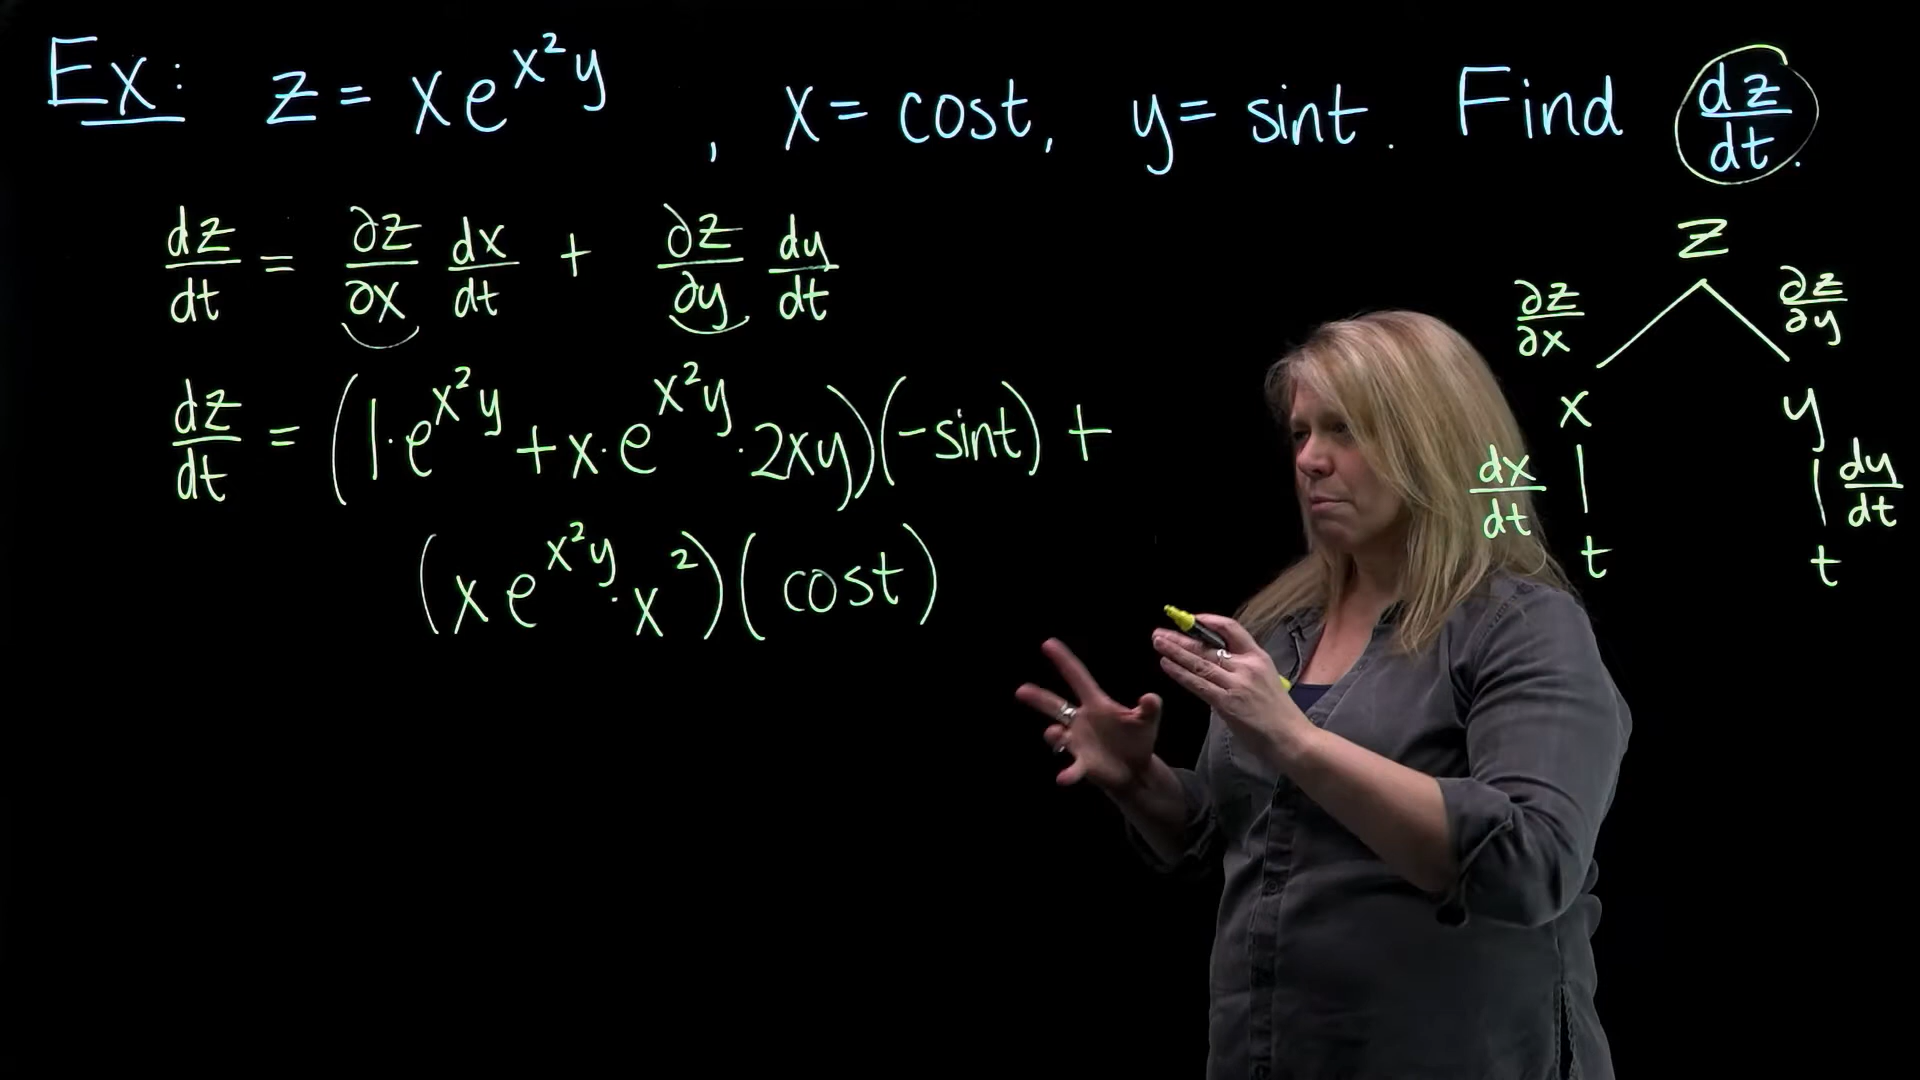 Ex: z = xe^{x²y} , x = cost, y = sint. Find dz/dt.
dz/dt = ∂z/∂x dx/dt + ∂z/∂y dy/dt
dz/dt = (1·e^{x²y} + x·e^{x²y}·2xy)(-sint) +
(xe^{x²y}·x²)(cost)
z
∂z/∂x ∂z/∂y
x y
dx/dt dy/dt
t t